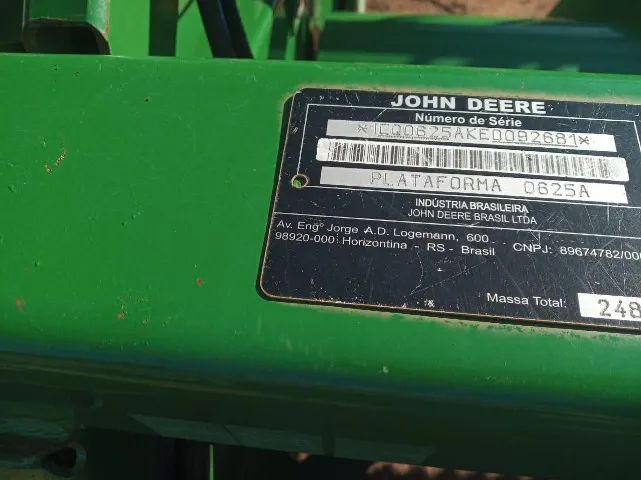 JOHN DEERE
Número de Série
*1CQ0625AKE0092681*
PLATAFORMA 0625A
INDÚSTRIA BRASILEIRA
JOHN DEERE BRASIL LTDA
Av. Engº Jorge A.D. Logemann, 600
98920-000 Horizontina - RS - Brasil CNPJ: 89674782/00
Massa Total: 248